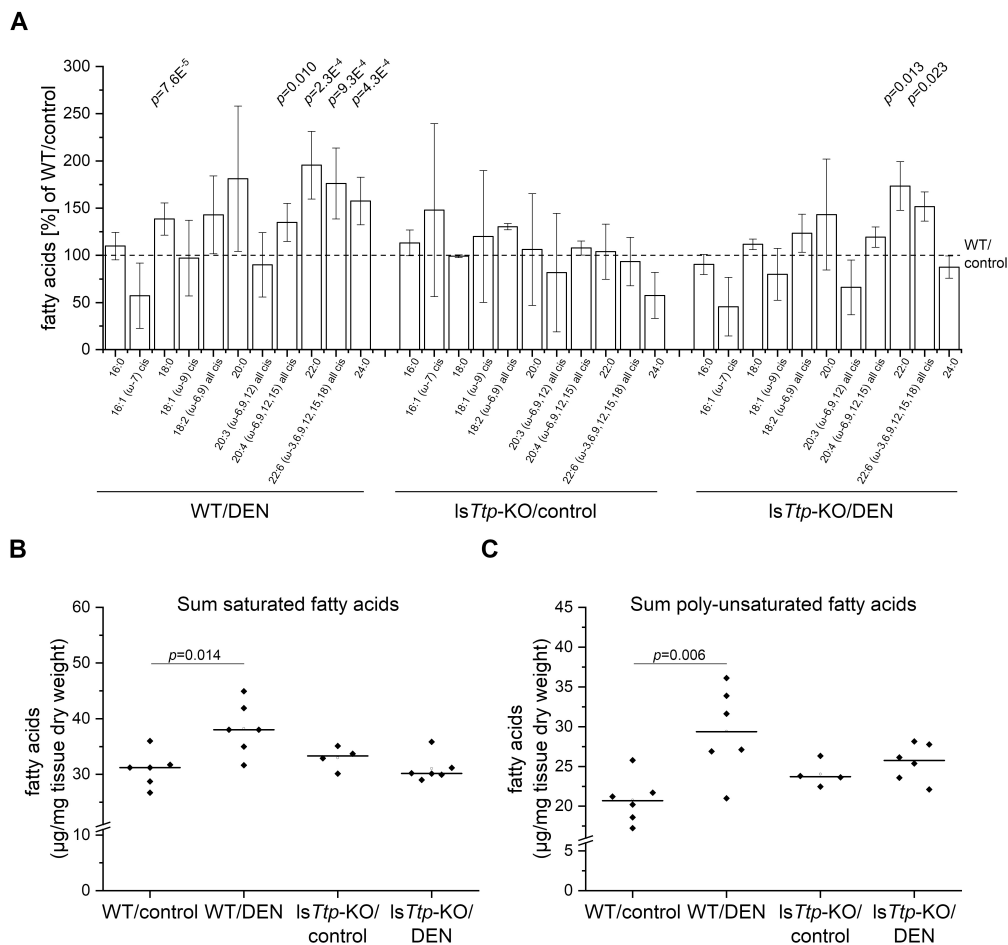 A
300
250
200
150
100
50
0
fatty acids [%] of WT/control
p=7.6E-5
p=0.010
p=2.3E-4
p=9.3E-4
p=4.3E-4
p=0.013
p=0.023
WT/
control
16:0
16:1 (ω-7) cis
18:0
18:1 (ω-9) cis
18:2 (ω-6,9) all cis
20:0
20:3 (ω-6,9,12) all cis
20:4 (ω-6,9,12,15) all cis
22:0
22:6 (ω-3,6,9,12,15,18) all cis
24:0
16:0
16:1 (ω-7) cis
18:0
18:1 (ω-9) cis
18:2 (ω-6,9) all cis
20:0
20:3 (ω-6,9,12) all cis
20:4 (ω-6,9,12,15) all cis
22:0
22:6 (ω-3,6,9,12,15,18) all cis
24:0
16:0
16:1 (ω-7) cis
18:0
18:1 (ω-9) cis
18:2 (ω-6,9) all cis
20:0
20:3 (ω-6,9,12) all cis
20:4 (ω-6,9,12,15) all cis
22:0
22:6 (ω-3,6,9,12,15,18) all cis
24:0
WT/DEN
lsTtp-KO/control
lsTtp-KO/DEN
B
Sum saturated fatty acids
60
50
40
30
10
0
fatty acids
(µg/mg tissue dry weight)
p=0.014
WT/control
WT/DEN
lsTtp-KO/
control
lsTtp-KO/
DEN
C
Sum poly-unsaturated fatty acids
45
40
35
30
25
20
5
0
fatty acids
(µg/mg tissue dry weight)
p=0.006
WT/control
WT/DEN
lsTtp-KO/
control
lsTtp-KO/
DEN